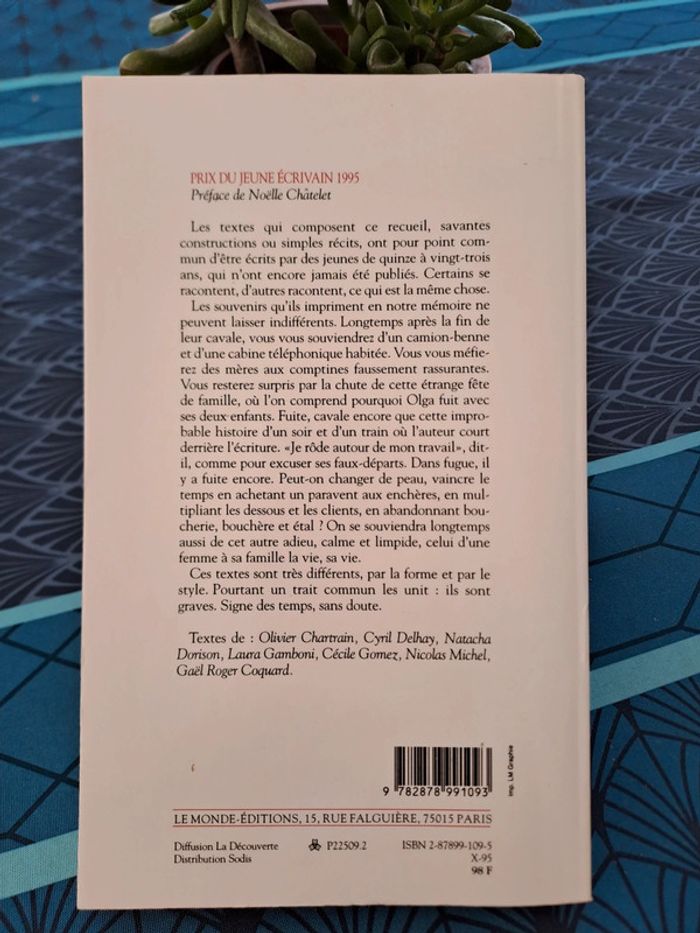 PRIX DU JEUNE ÉCRIVAIN 1995
Préface de Noëlle Châtelet
Les textes qui composent ce recueil, savantes
constructions ou simples récits, ont pour point com-
mun d'être écrits par des jeunes de quinze à vingt-trois
ans, qui n'ont encore jamais été publiés. Certains se
racontent, d'autres racontent, ce qui est la même chose.
Les souvenirs qu'ils impriment en notre mémoire ne
peuvent laisser indifférents. Longtemps après la fin de
leur cavale, vous vous souviendrez d'un camion-benne
et d'une cabine téléphonique habitée. Vous vous méfie-
rez des mères aux comptines faussement rassurantes.
Vous resterez surpris par la chute de cette étrange fête
de famille, où l'on comprend pourquoi Olga fuit avec
ses deux enfants. Fuite, cavale encore que cette impro-
bable histoire d'un soir et d'un train où l'auteur court
derrière l'écriture. «Je rôde autour de mon travail», dit-
il, comme pour excuser ses faux-départs. Dans fugue, il
y a fuite encore. Peut-on changer de peau, vaincre le
temps en achetant un paravent aux enchères, en mul-
tipliant les dessous et les clients, en abandonnant bou-
cherie, bouchère et étal ? On se souviendra longtemps
aussi de cet autre adieu, calme et limpide, celui d'une
femme à sa famille la vie, sa vie.
Ces textes sont très différents, par la forme et par le
style. Pourtant un trait commun les unit : ils sont
graves. Signe des temps, sans doute.
Textes de : Olivier Chartrain, Cyril Delhay, Natacha
Dorison, Laura Gamboni, Cécile Gomez, Nicolas Michel,
Gaël Roger Coquard.
9 782878 991093
Imp. LM Graphie
LE MONDE-ÉDITIONS, 15, RUE FALGUIÈRE, 75015 PARIS
Diffusion La Découverte P22509.2 ISBN 2-87899-109-5
Distribution Sodis X-95
98 F